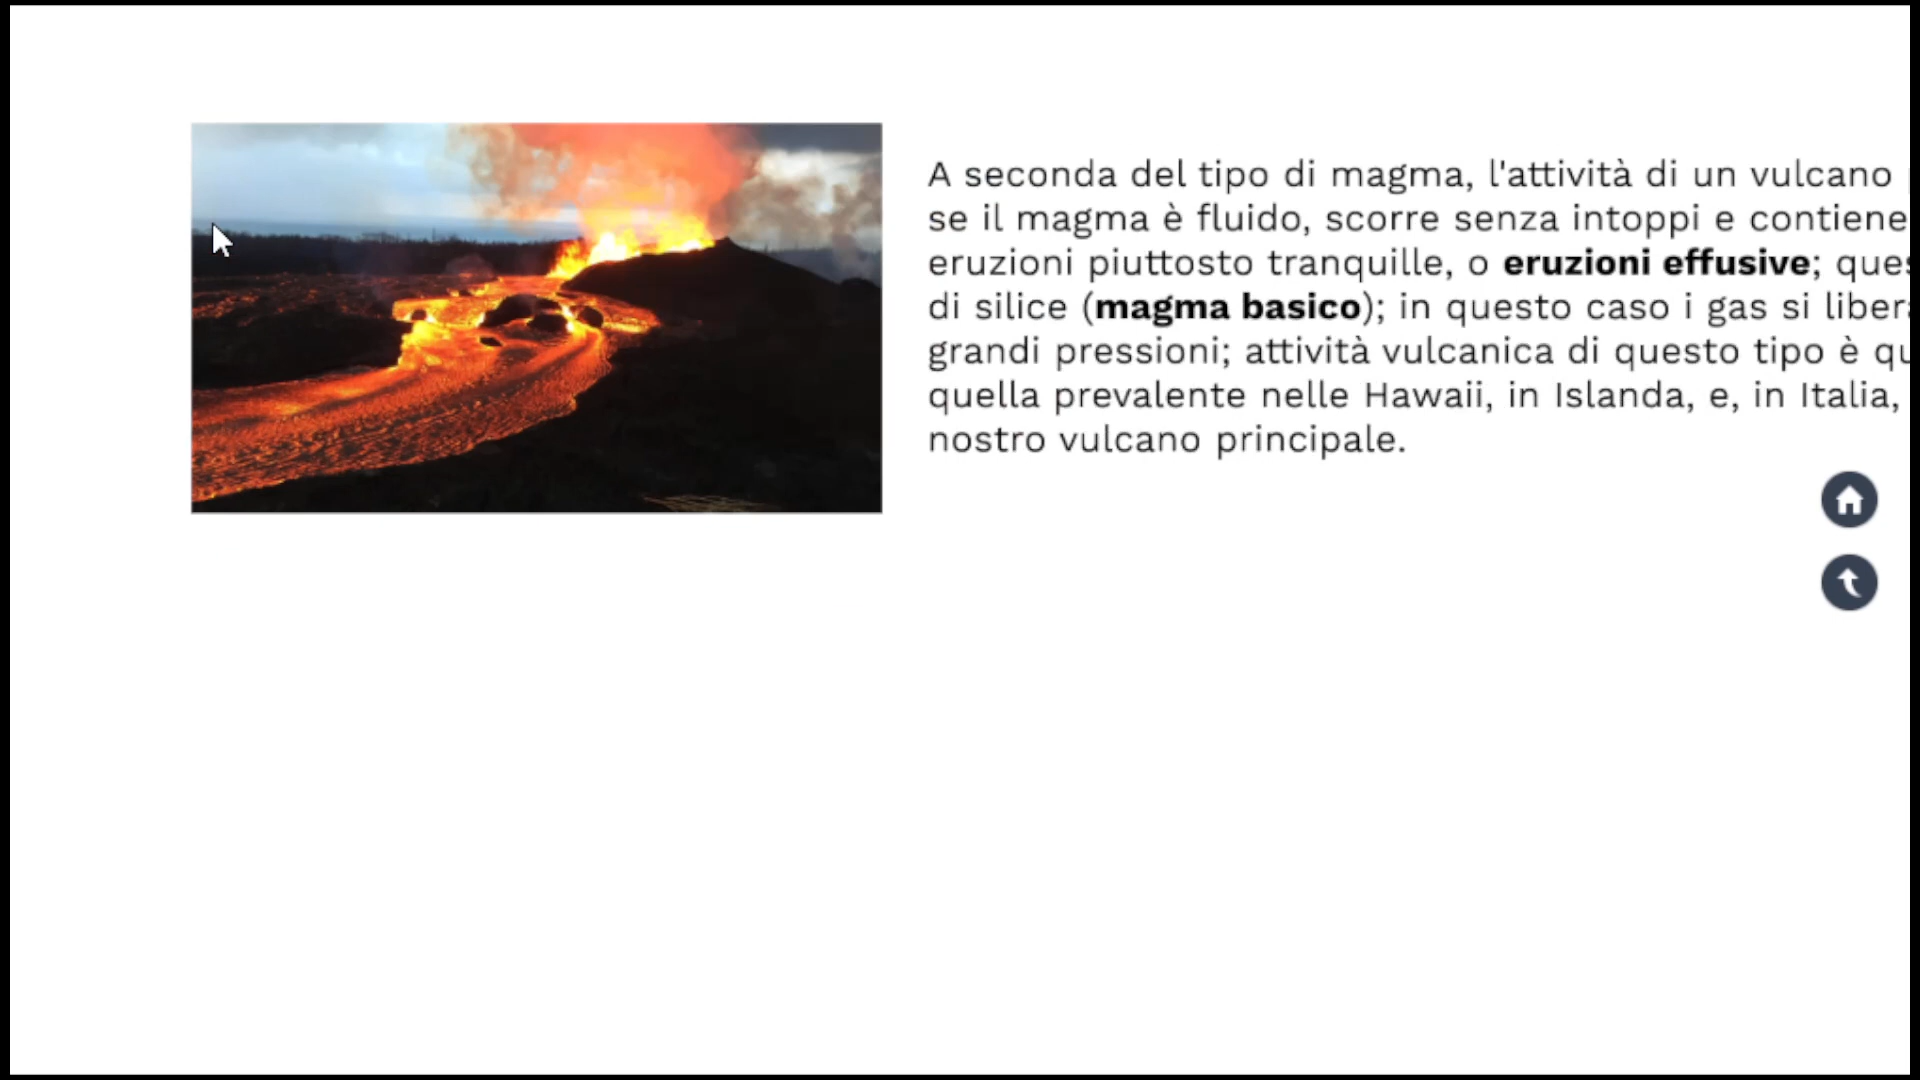 A seconda del tipo di magma, l'attività di un vulcano
se il magma è fluido, scorre senza intoppi e contiene
eruzioni piuttosto tranquille, o eruzioni effusive;
di silice (magma basico); in questo caso i gas si
grandi pressioni; attività vulcanica di questo tipo è
quella prevalente nelle Hawaii, in Islanda, e, in Italia,
nostro vulcano principale.